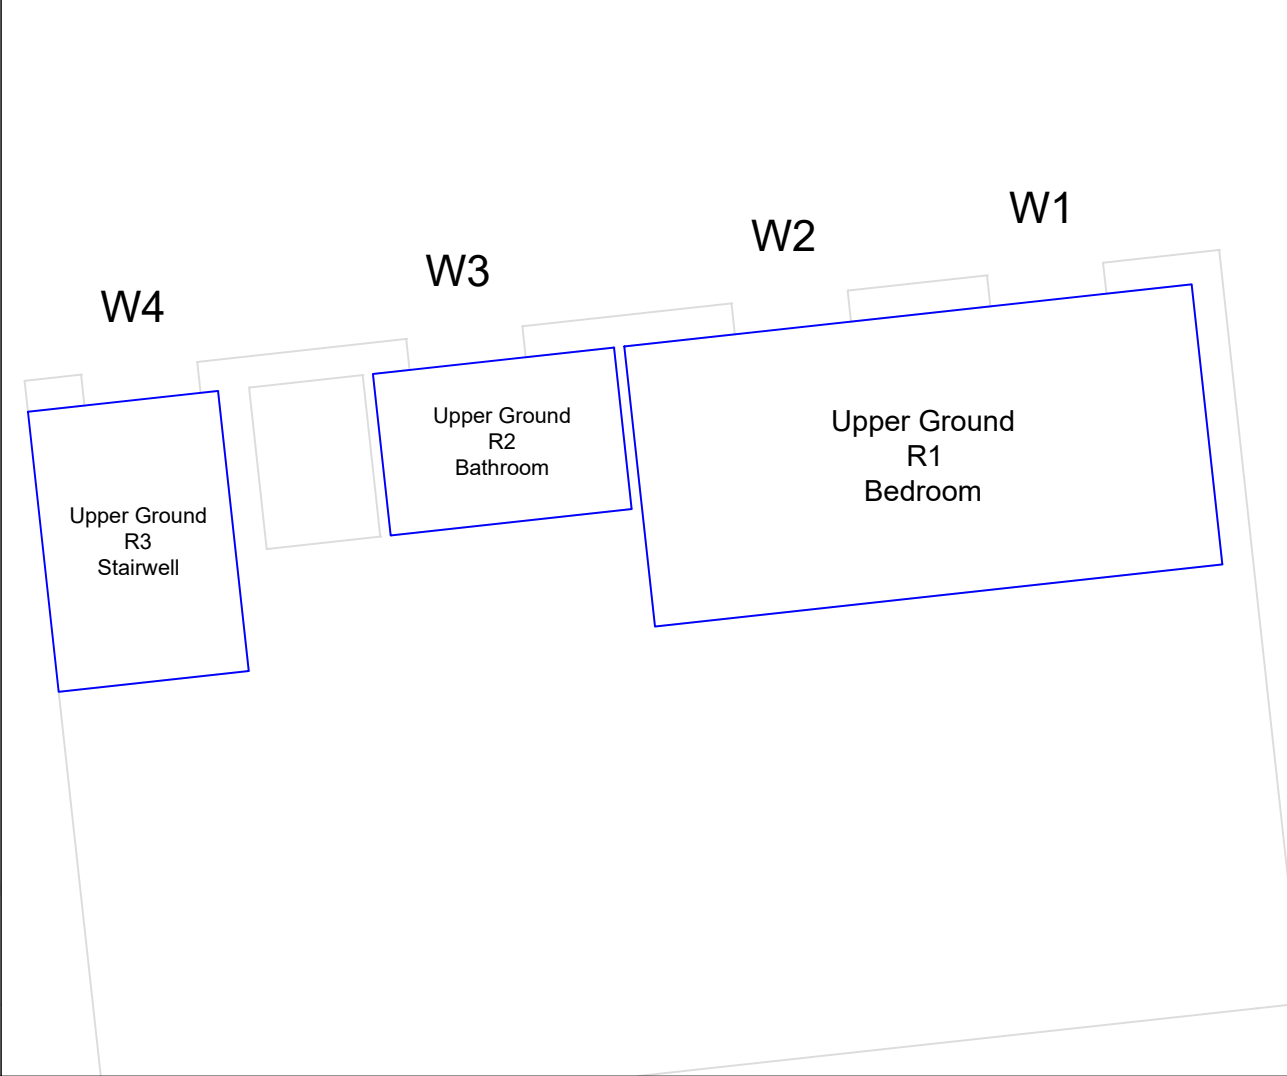 W1
W2
W3
W4
Upper Ground
R1
Bedroom
Upper Ground
R2
Bathroom
Upper Ground
R3
Stairwell